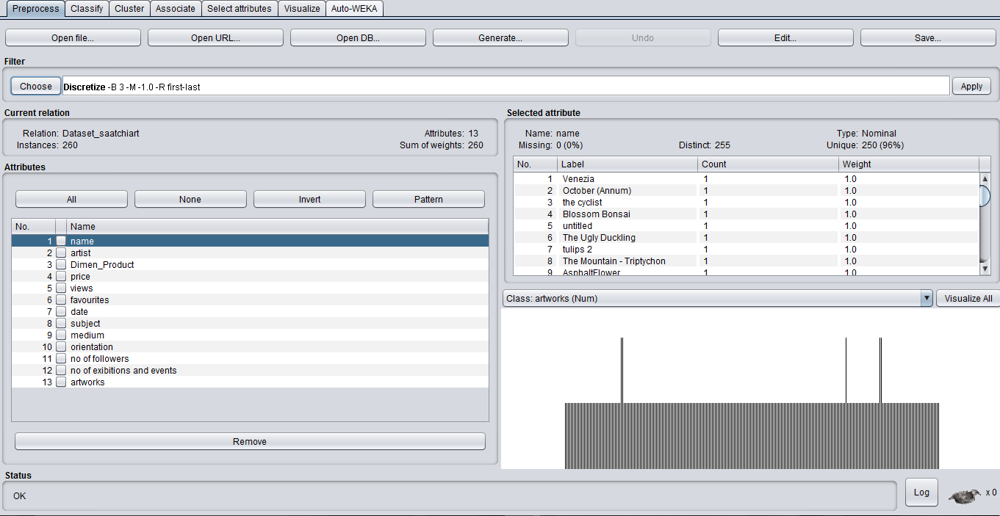 Preprocess Classify Cluster Associate Select attributes Visualize Auto-WEKA
Open file... Open URL... Open DB... Generate... Undo Edit... Save...
Filter
Choose Discretize -B 3 -M -1.0 -R first-last Apply
Current relation
Relation: Dataset_saatchiart Attributes: 13
Instances: 260 Sum of weights: 260
Attributes
All None Invert Pattern
No. Name
1 name
2 artist
3 Dimen_Product
4 price
5 views
6 favourites
7 date
8 subject
9 medium
10 orientation
11 no of followers
12 no of exibitions and events
13 artworks
Remove
Selected attribute
Name: name Type: Nominal
Missing: 0 (0%) Distinct: 255 Unique: 250 (96%)
No. Label Count Weight
1 Venezia 1 1.0
2 October (Annum) 1 1.0
3 the cyclist 1 1.0
4 Blossom Bonsai 1 1.0
5 untitled 1 1.0
6 The Ugly Duckling 1 1.0
7 tulips 2 1 1.0
8 The Mountain - Triptychon 1 1.0
9 AsphaltFlower 1 1.0
Class: artworks (Num) Visualize All
Status
OK Log x 0